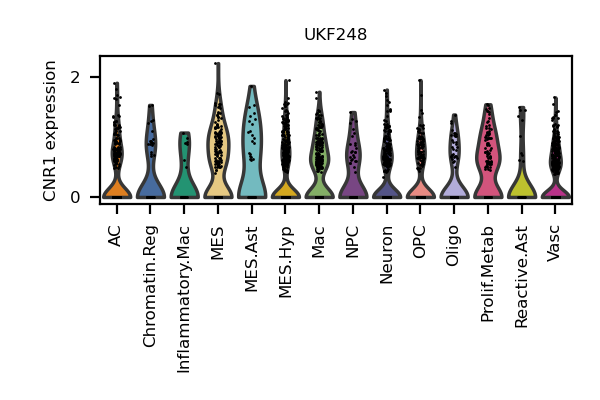 UKF248
CNR1 expression
2
0
AC
Chromatin.Reg
Inflammatory.Mac
MES
MES.Ast
MES.Hyp
Mac
NPC
Neuron
OPC
Oligo
Prolif.Metab
Reactive.Ast
Vasc